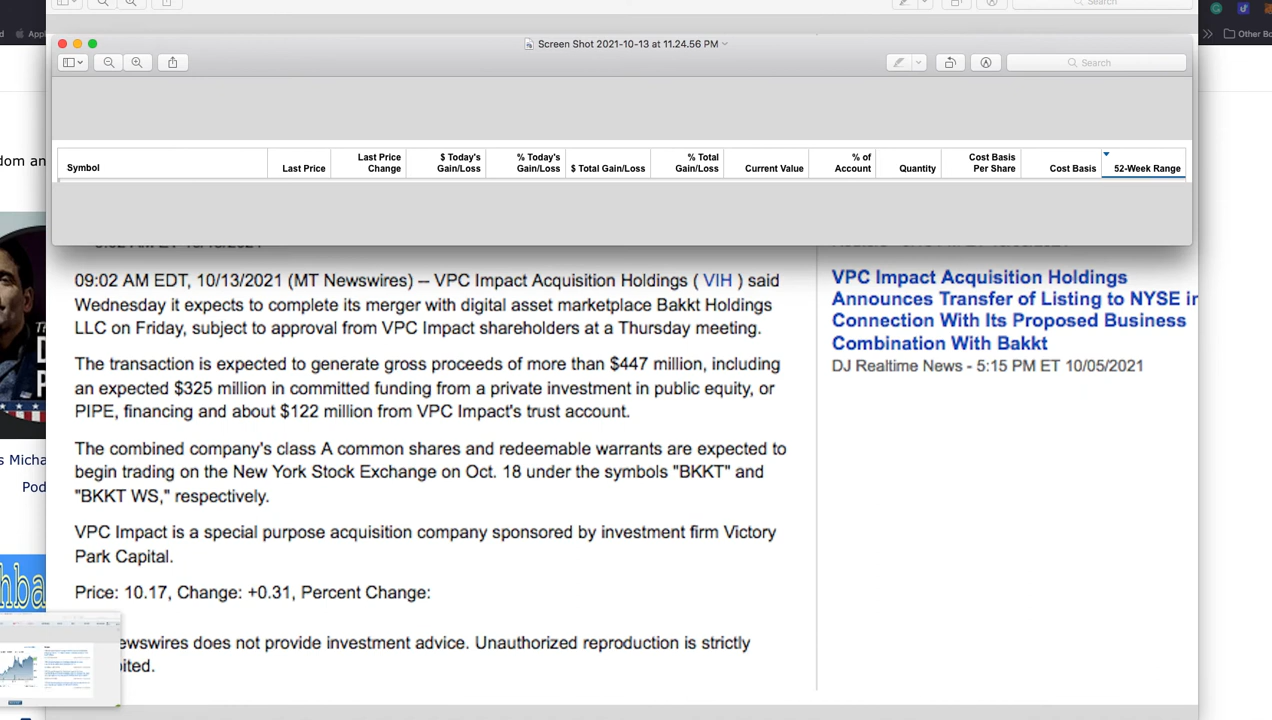 Search
Apple
Other Bo
Screen Shot 2021-10-13 at 11.24.56 PM
Search
Symbol
Last Price
Last Price Change
$ Today's Gain/Loss
% Today's Gain/Loss
$ Total Gain/Loss
% Total Gain/Loss
Current Value
% of Account
Quantity
Cost Basis Per Share
Cost Basis
52-Week Range
dom an
09:02 AM EDT, 10/13/2021 (MT Newswires) -- VPC Impact Acquisition Holdings ( VIH ) said
Wednesday it expects to complete its merger with digital asset marketplace Bakkt Holdings
LLC on Friday, subject to approval from VPC Impact shareholders at a Thursday meeting.
The transaction is expected to generate gross proceeds of more than $447 million, including
an expected $325 million in committed funding from a private investment in public equity, or
PIPE, financing and about $122 million from VPC Impact's trust account.
The combined company's class A common shares and redeemable warrants are expected to
begin trading on the New York Stock Exchange on Oct. 18 under the symbols "BKKT" and
"BKKT WS," respectively.
VPC Impact is a special purpose acquisition company sponsored by investment firm Victory
Park Capital.
Price: 10.17, Change: +0.31, Percent Change:
ewswires does not provide investment advice. Unauthorized reproduction is strictly
ited.
VPC Impact Acquisition Holdings
Announces Transfer of Listing to NYSE in
Connection With Its Proposed Business
Combination With Bakkt
DJ Realtime News - 5:15 PM ET 10/05/2021
s Micha
Pod